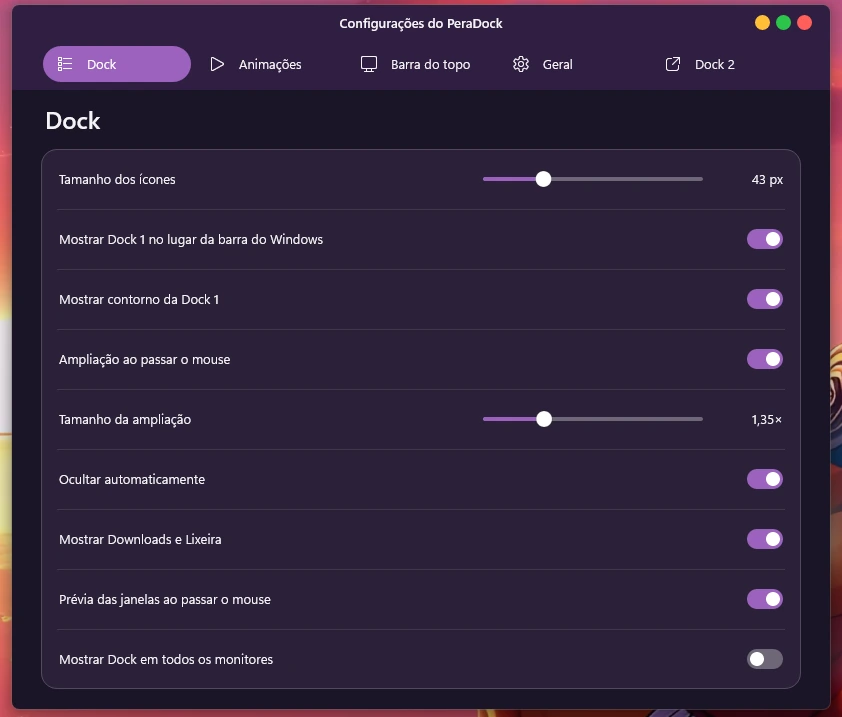 Configurações do PeraDock
Dock
Animações
Barra do topo
Geral
Dock 2
Dock
Tamanho dos ícones
43 px
Mostrar Dock 1 no lugar da barra do Windows
Mostrar contorno da Dock 1
Ampliação ao passar o mouse
Tamanho da ampliação
1,35×
Ocultar automaticamente
Mostrar Downloads e Lixeira
Prévia das janelas ao passar o mouse
Mostrar Dock em todos os monitores